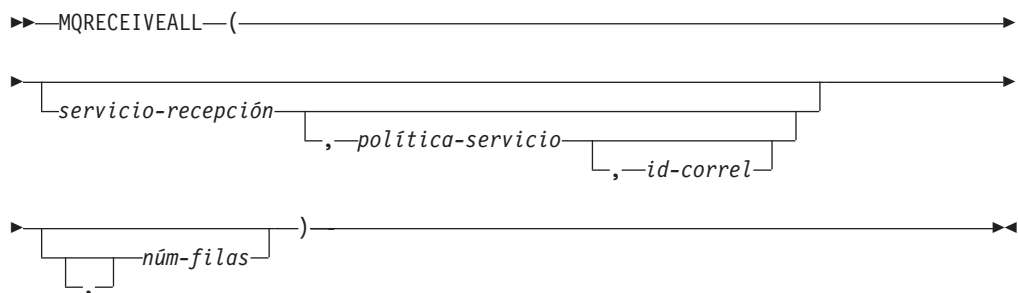 MQRECEIVEALL (
servicio-recepción
, política-servicio
, id-correl
núm-filas )
,